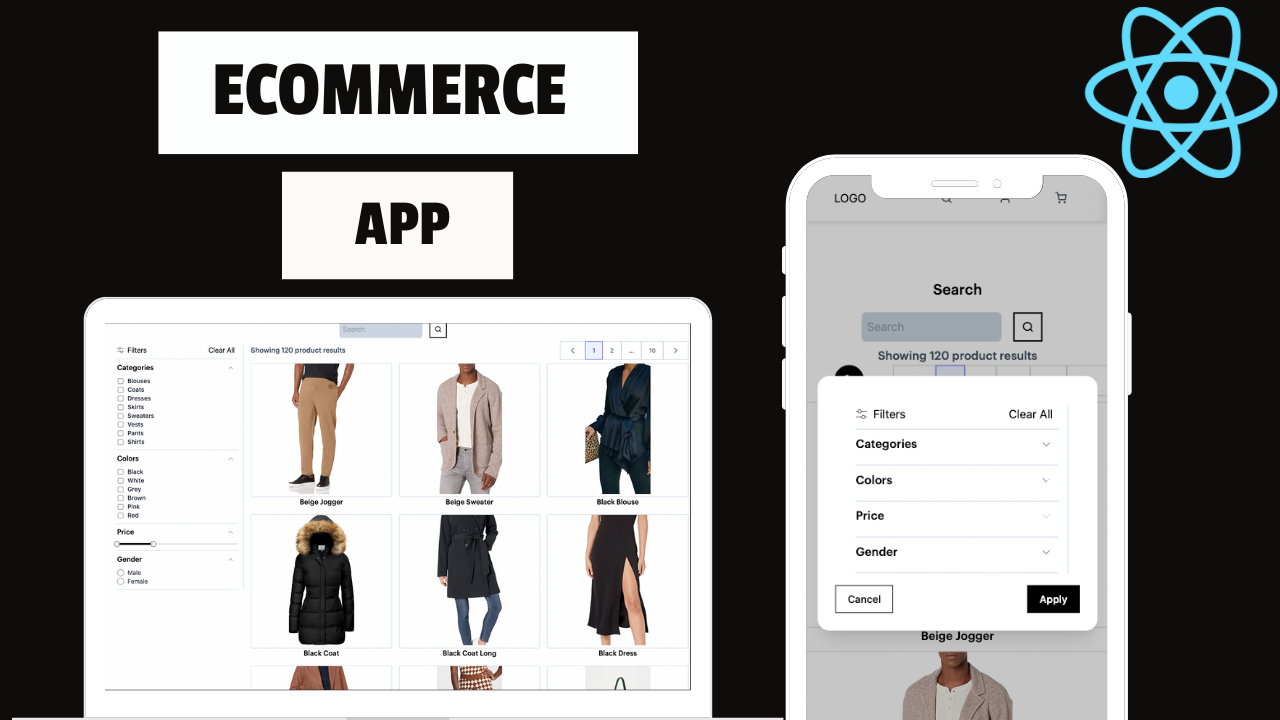 ECOMMERCE
APP
Search
Filters Clear All
Showing 120 product results
1 2 ... 10
Categories
Blouses
Coats
Dresses
Skirts
Sweaters
Vests
Pants
Shirts
Colors
Black
White
Grey
Brown
Pink
Red
Price
Gender
Male
Female
Beige Jogger
Beige Sweater
Black Blouse
Black Coat
Black Coat Long
Black Dress
LOGO
Search
Search
Showing 120 product results
Filters Clear All
Categories
Colors
Price
Gender
Cancel Apply
Beige Jogger